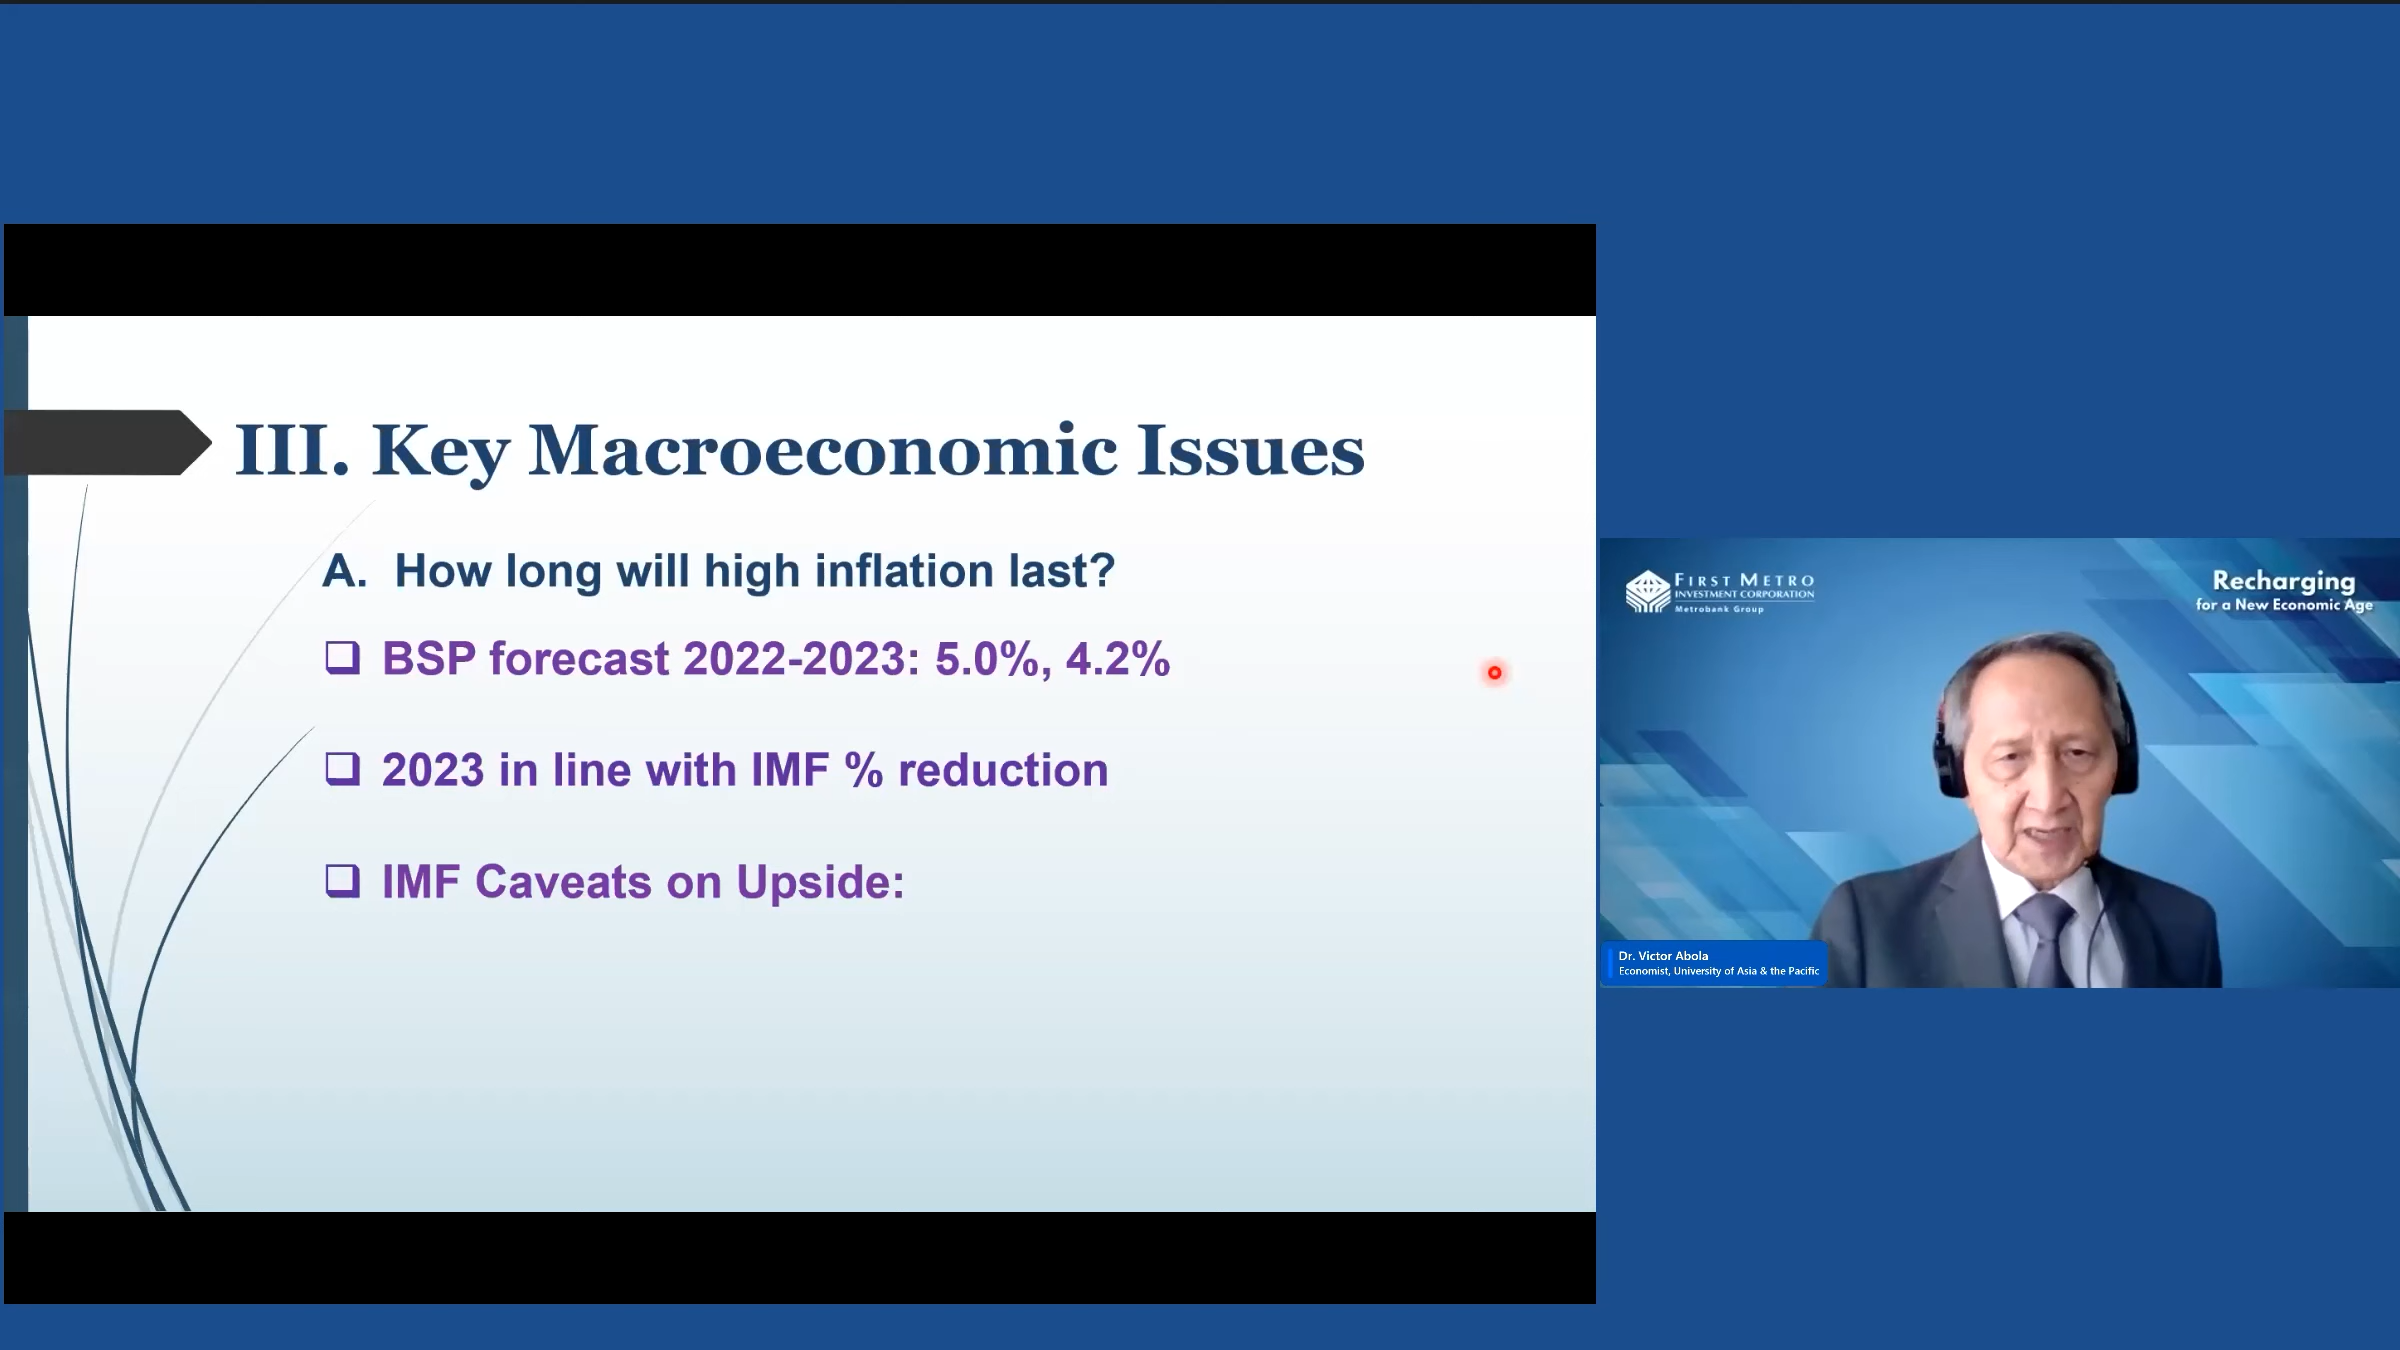 III. Key Macroeconomic Issues
A. How long will high inflation last?
BSP forecast 2022-2023: 5.0%, 4.2%
2023 in line with IMF % reduction
IMF Caveats on Upside:
FIRST METRO
INVESTMENT CORPORATION
Metrobank Group
Recharging
for a New Economic Age
Dr. Victor Abola
Economist, University of Asia & the Pacific